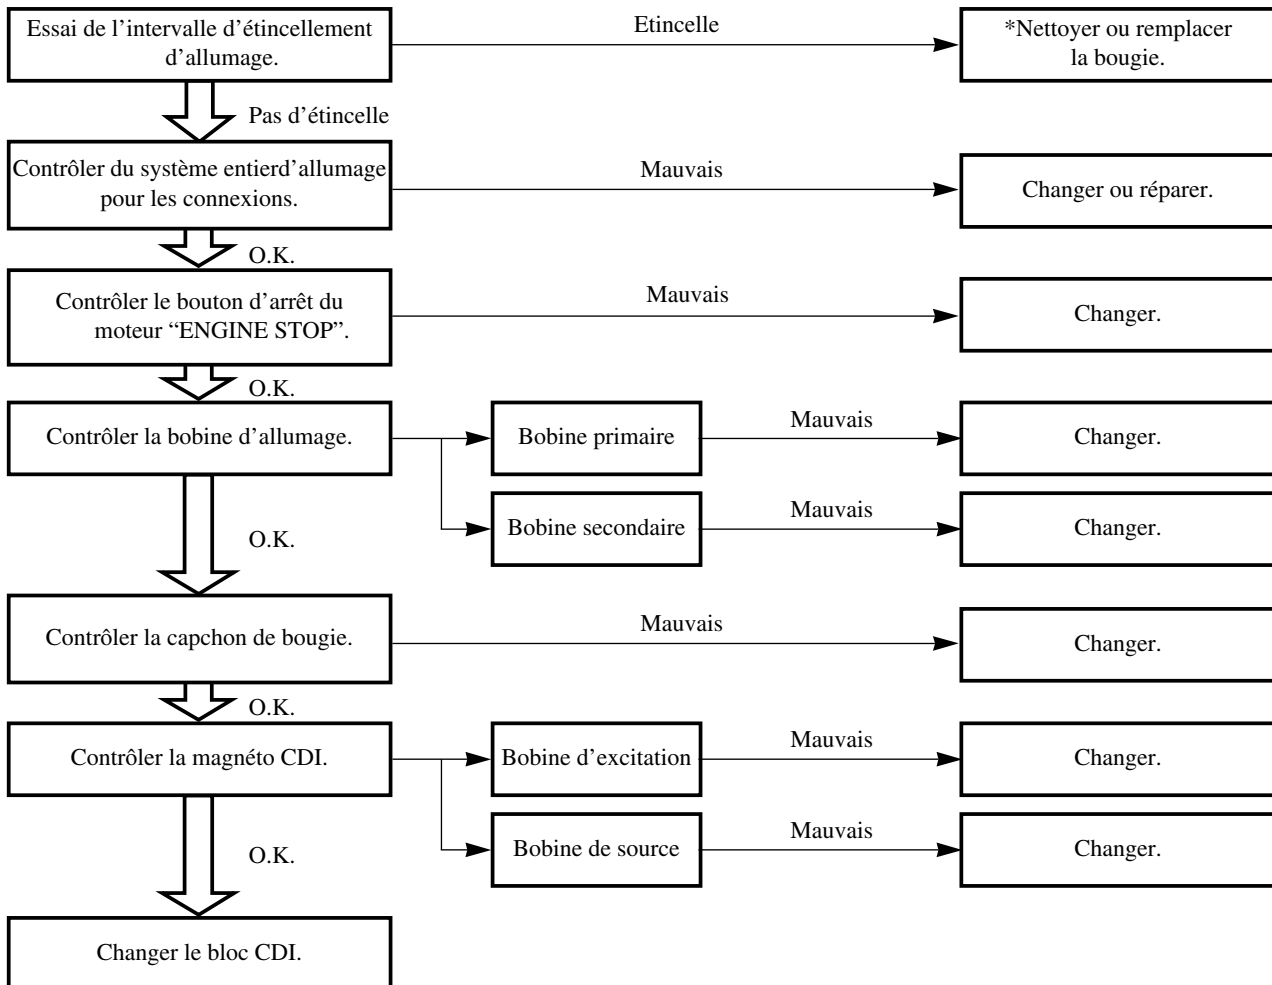 Essai de l’intervalle d’étincellement
d’allumage.
Etincelle
*Nettoyer ou remplacer
la bougie.
Pas d’étincelle
Contrôler du système entierd’allumage
pour les connexions.
Mauvais
Changer ou réparer.
O.K.
Contrôler le bouton d’arrêt du
moteur “ENGINE STOP”.
Mauvais
Changer.
O.K.
Contrôler la bobine d’allumage.
Bobine primaire
Mauvais
Changer.
Bobine secondaire
Mauvais
Changer.
O.K.
Contrôler la capchon de bougie.
Mauvais
Changer.
O.K.
Contrôler la magnéto CDI.
Bobine d’excitation
Mauvais
Changer.
Bobine de source
Mauvais
Changer.
O.K.
Changer le bloc CDI.